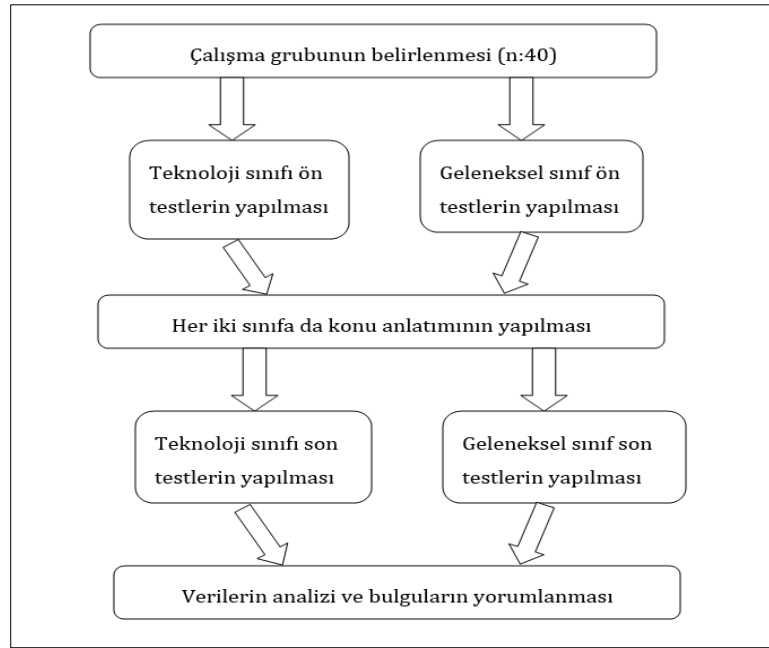 Çalışma grubunun belirlenmesi (n:40)
Teknoloji sınıfı ön
testlerin yapılması
Geleneksel sınıf ön
testlerin yapılması
Her iki sınıfa da konu anlatımının yapılması
Teknoloji sınıfı son
testlerin yapılması
Geleneksel sınıf son
testlerin yapılması
Verilerin analizi ve bulguların yorumlanması